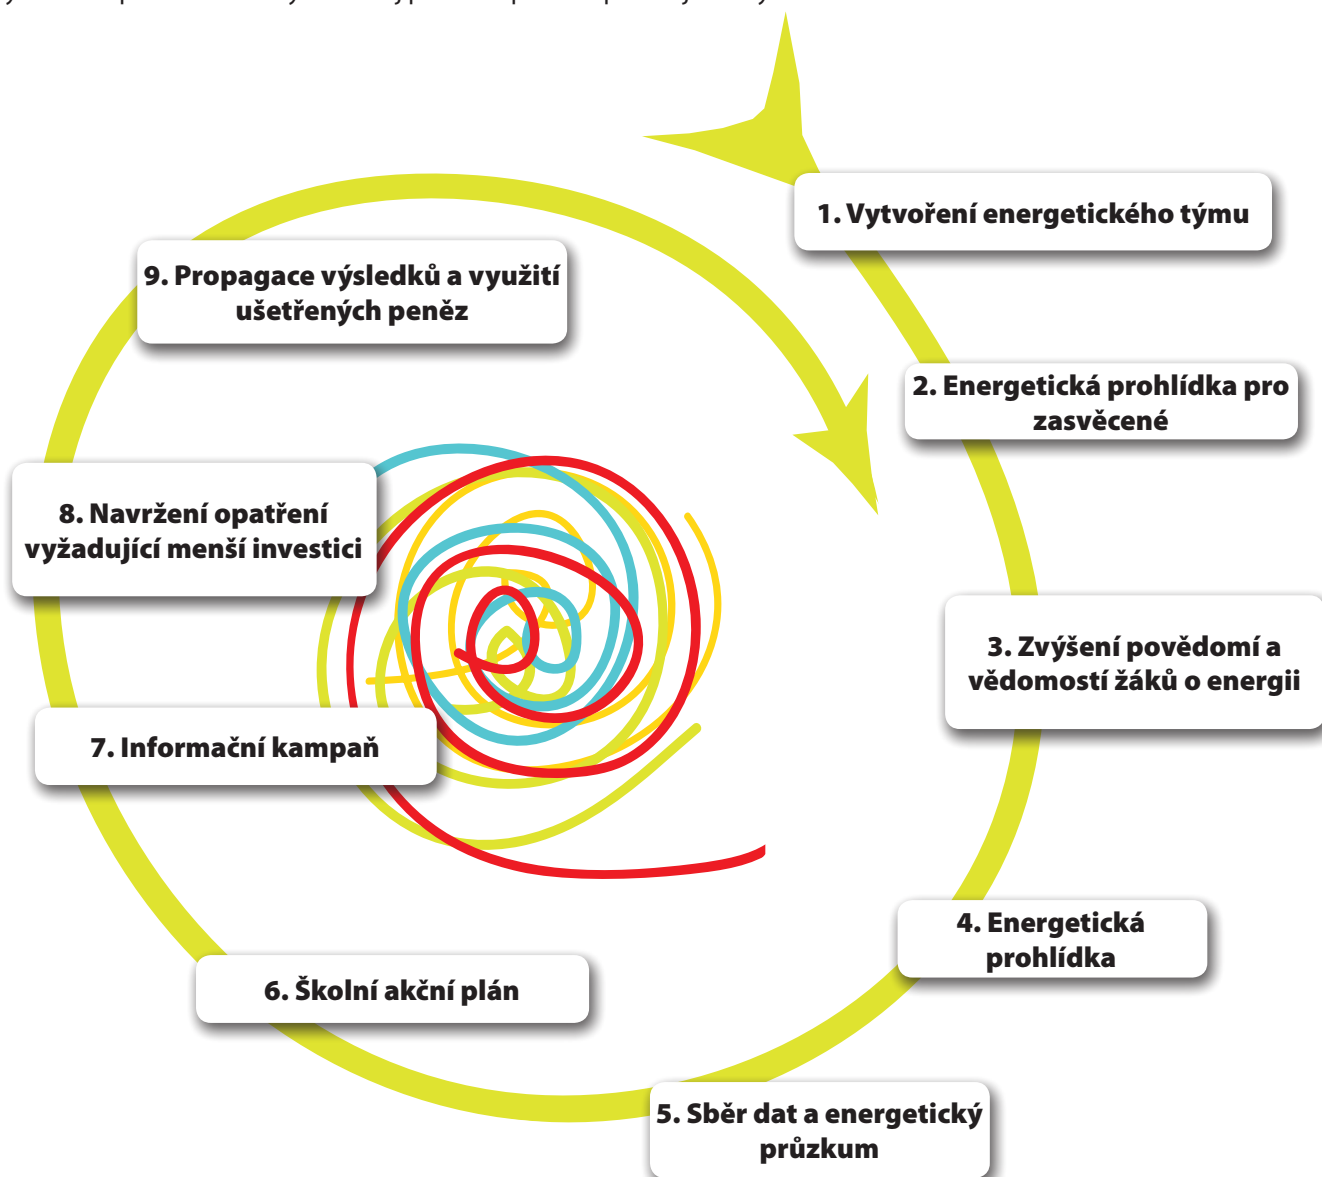 1. Vytvoření energetického týmu
2. Energetická prohlídka pro
zasvěcené
3. Zvýšení povědomí a
vědomostí žáků o energii
4. Energetická
prohlídka
5. Sběr dat a energetický
průzkum
6. Školní akční plán
7. Informační kampaň
8. Navržení opatření
vyžadující menší investici
9. Propagace výsledků a využití
ušetřených peněz